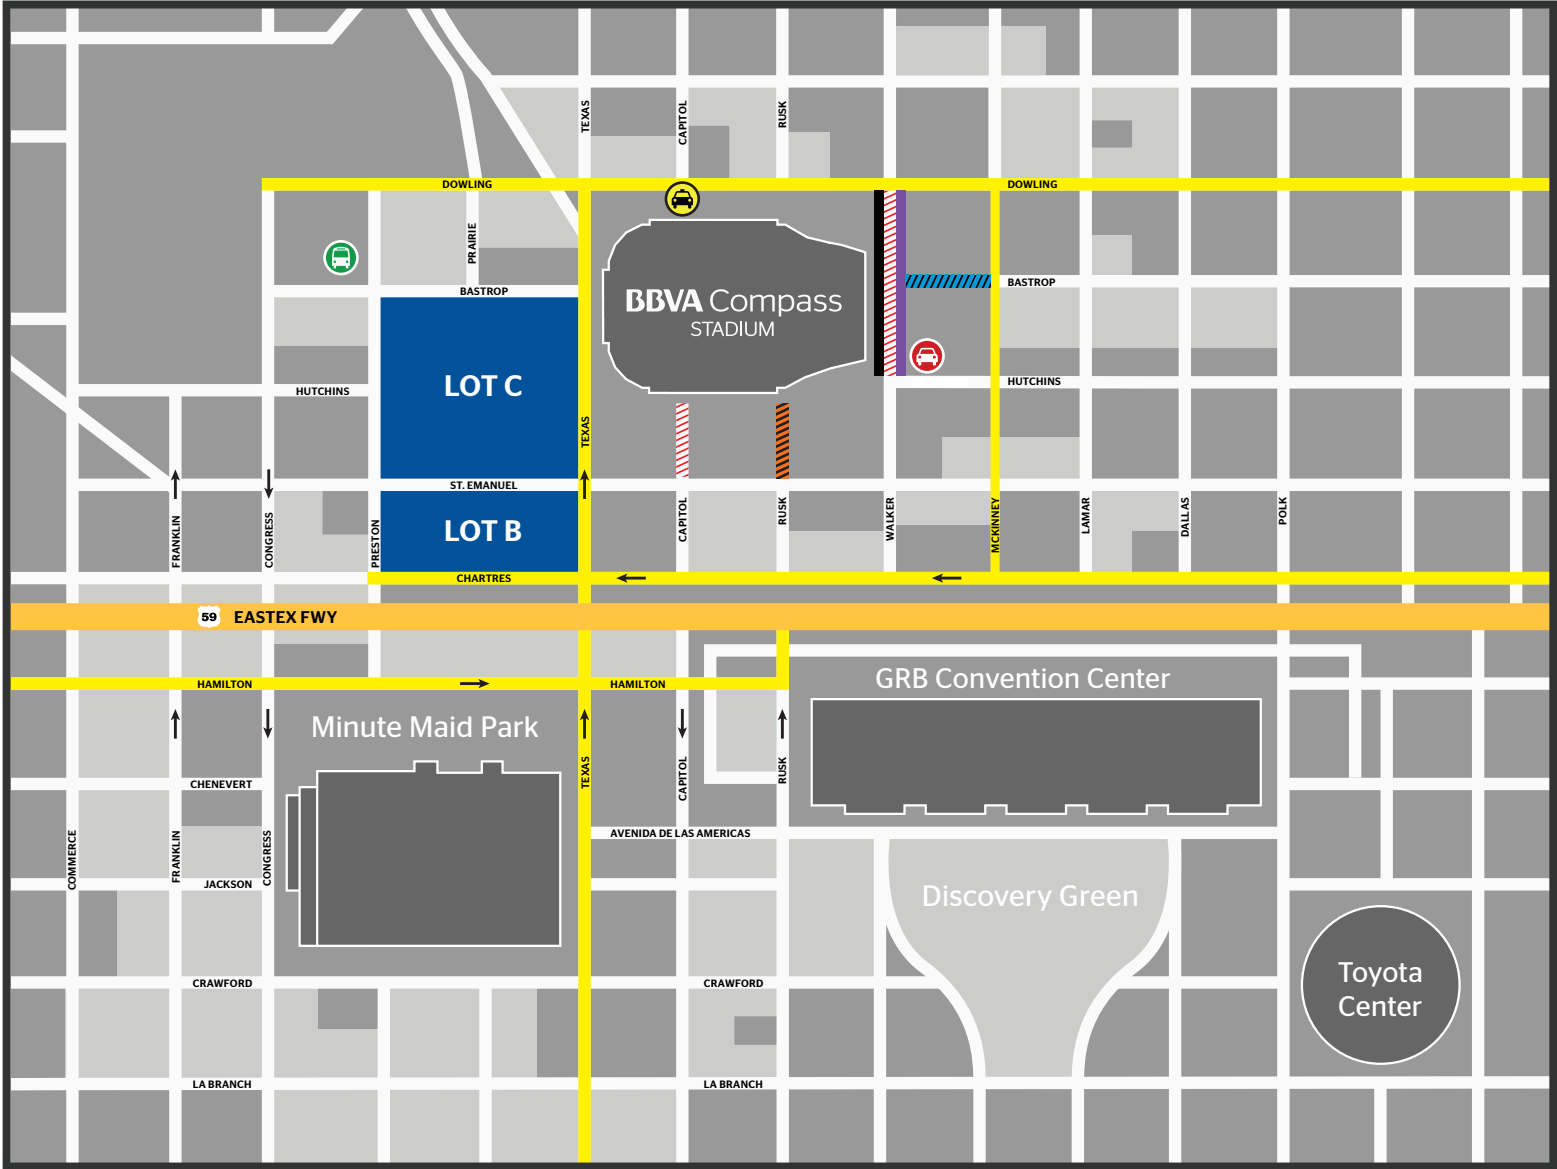 TEXAS
CAPITOL
RUSK
DOWLING
DOWLING
PRAIRIE
BASTROP
BASTROP
BBVA Compass
STADIUM
LOT C
HUTCHINS
HUTCHINS
TEXAS
ST. EMANUEL
LOT B
FRANKLIN
CONGRESS
PRESTON
CAPITOL
RUSK
WALKER
MCKINNEY
LAMAR
DALLAS
POLK
CHARTRES
59
EASTEX FWY
HAMILTON
HAMILTON
GRB Convention Center
Minute Maid Park
TEXAS
CAPITOL
RUSK
CHENEVERT
COMMERCE
FRANKLIN
CONGRESS
AVENIDA DE LAS AMERICAS
JACKSON
Discovery Green
Toyota
Center
CRAWFORD
CRAWFORD
LA BRANCH
LA BRANCH